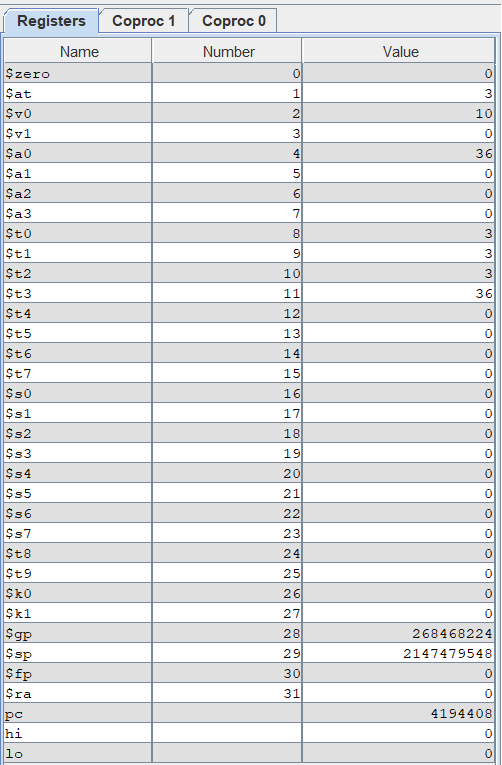 Registers Coproc 1 Coproc 0
Name Number Value
$zero 0 0
$at 1 3
$v0 2 10
$v1 3 0
$a0 4 36
$a1 5 0
$a2 6 0
$a3 7 0
$t0 8 3
$t1 9 3
$t2 10 3
$t3 11 36
$t4 12 0
$t5 13 0
$t6 14 0
$t7 15 0
$s0 16 0
$s1 17 0
$s2 18 0
$s3 19 0
$s4 20 0
$s5 21 0
$s6 22 0
$s7 23 0
$t8 24 0
$t9 25 0
$k0 26 0
$k1 27 0
$gp 28 268468224
$sp 29 2147479548
$fp 30 0
$ra 31 0
pc 4194408
hi 0
lo 0